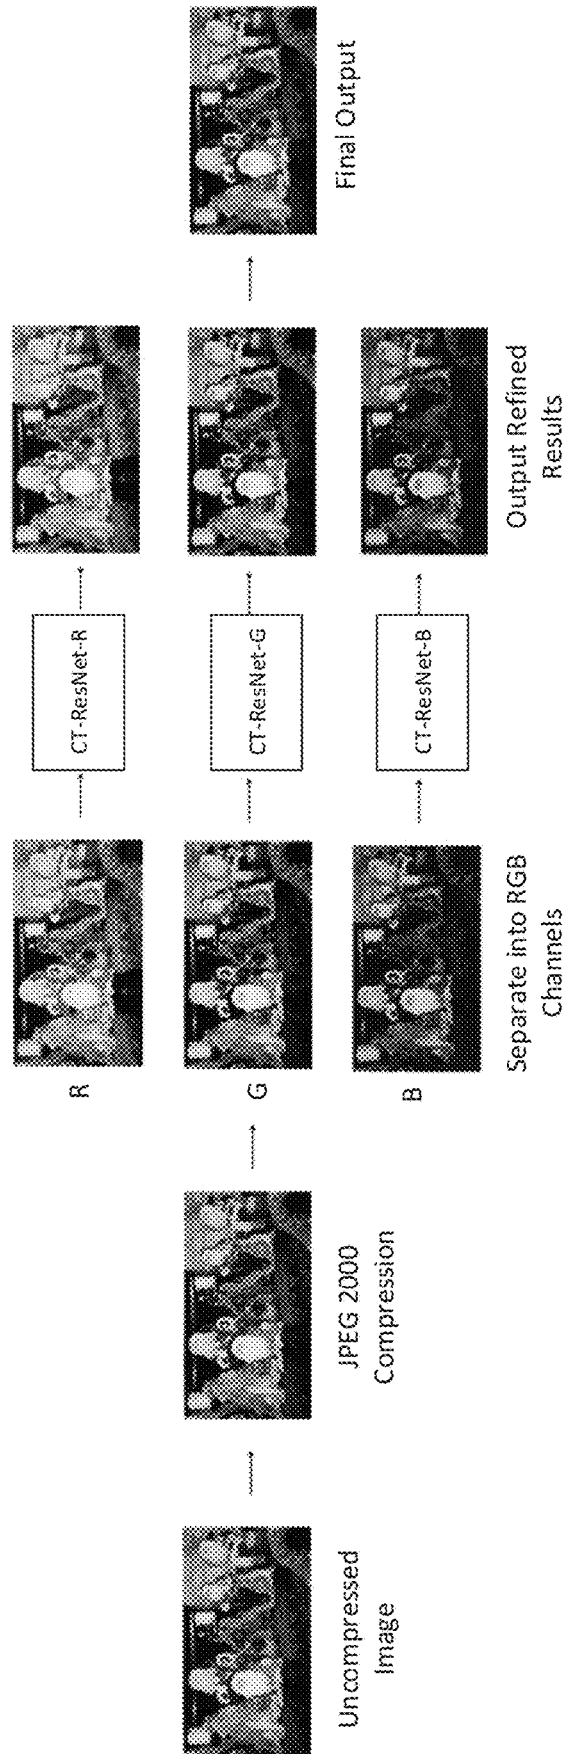 Uncompressed
Image
JPEG 2000
Compression
R
G
B
Separate into RGB
Channels
CT-ResNet-R
CT-ResNet-G
CT-ResNet-B
Output Refined
Results
Final Output